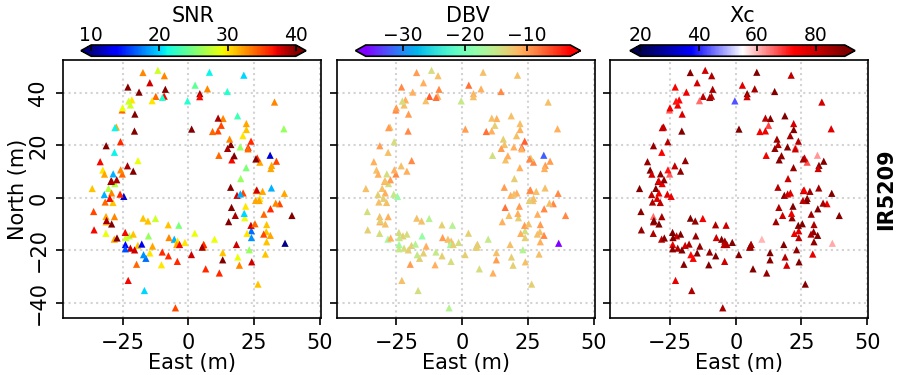 SNR DBV Xc
10 20 30 40 −30 −20 −10 20 40 60 80
40
20
0
−20
−40
North (m)
IR5209
−25 0 25 50 −25 0 25 50 −25 0 25 50
East (m) East (m) East (m)